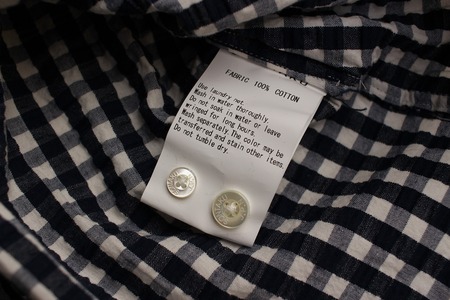 FABRIC 100% COTTON
Use laundry net.
Wash in water thoroughly.
Do not soak in water or leave
wringed for long hours.
Wash separately.The color may be
transferred and stain other items.
Do not tumble dry.